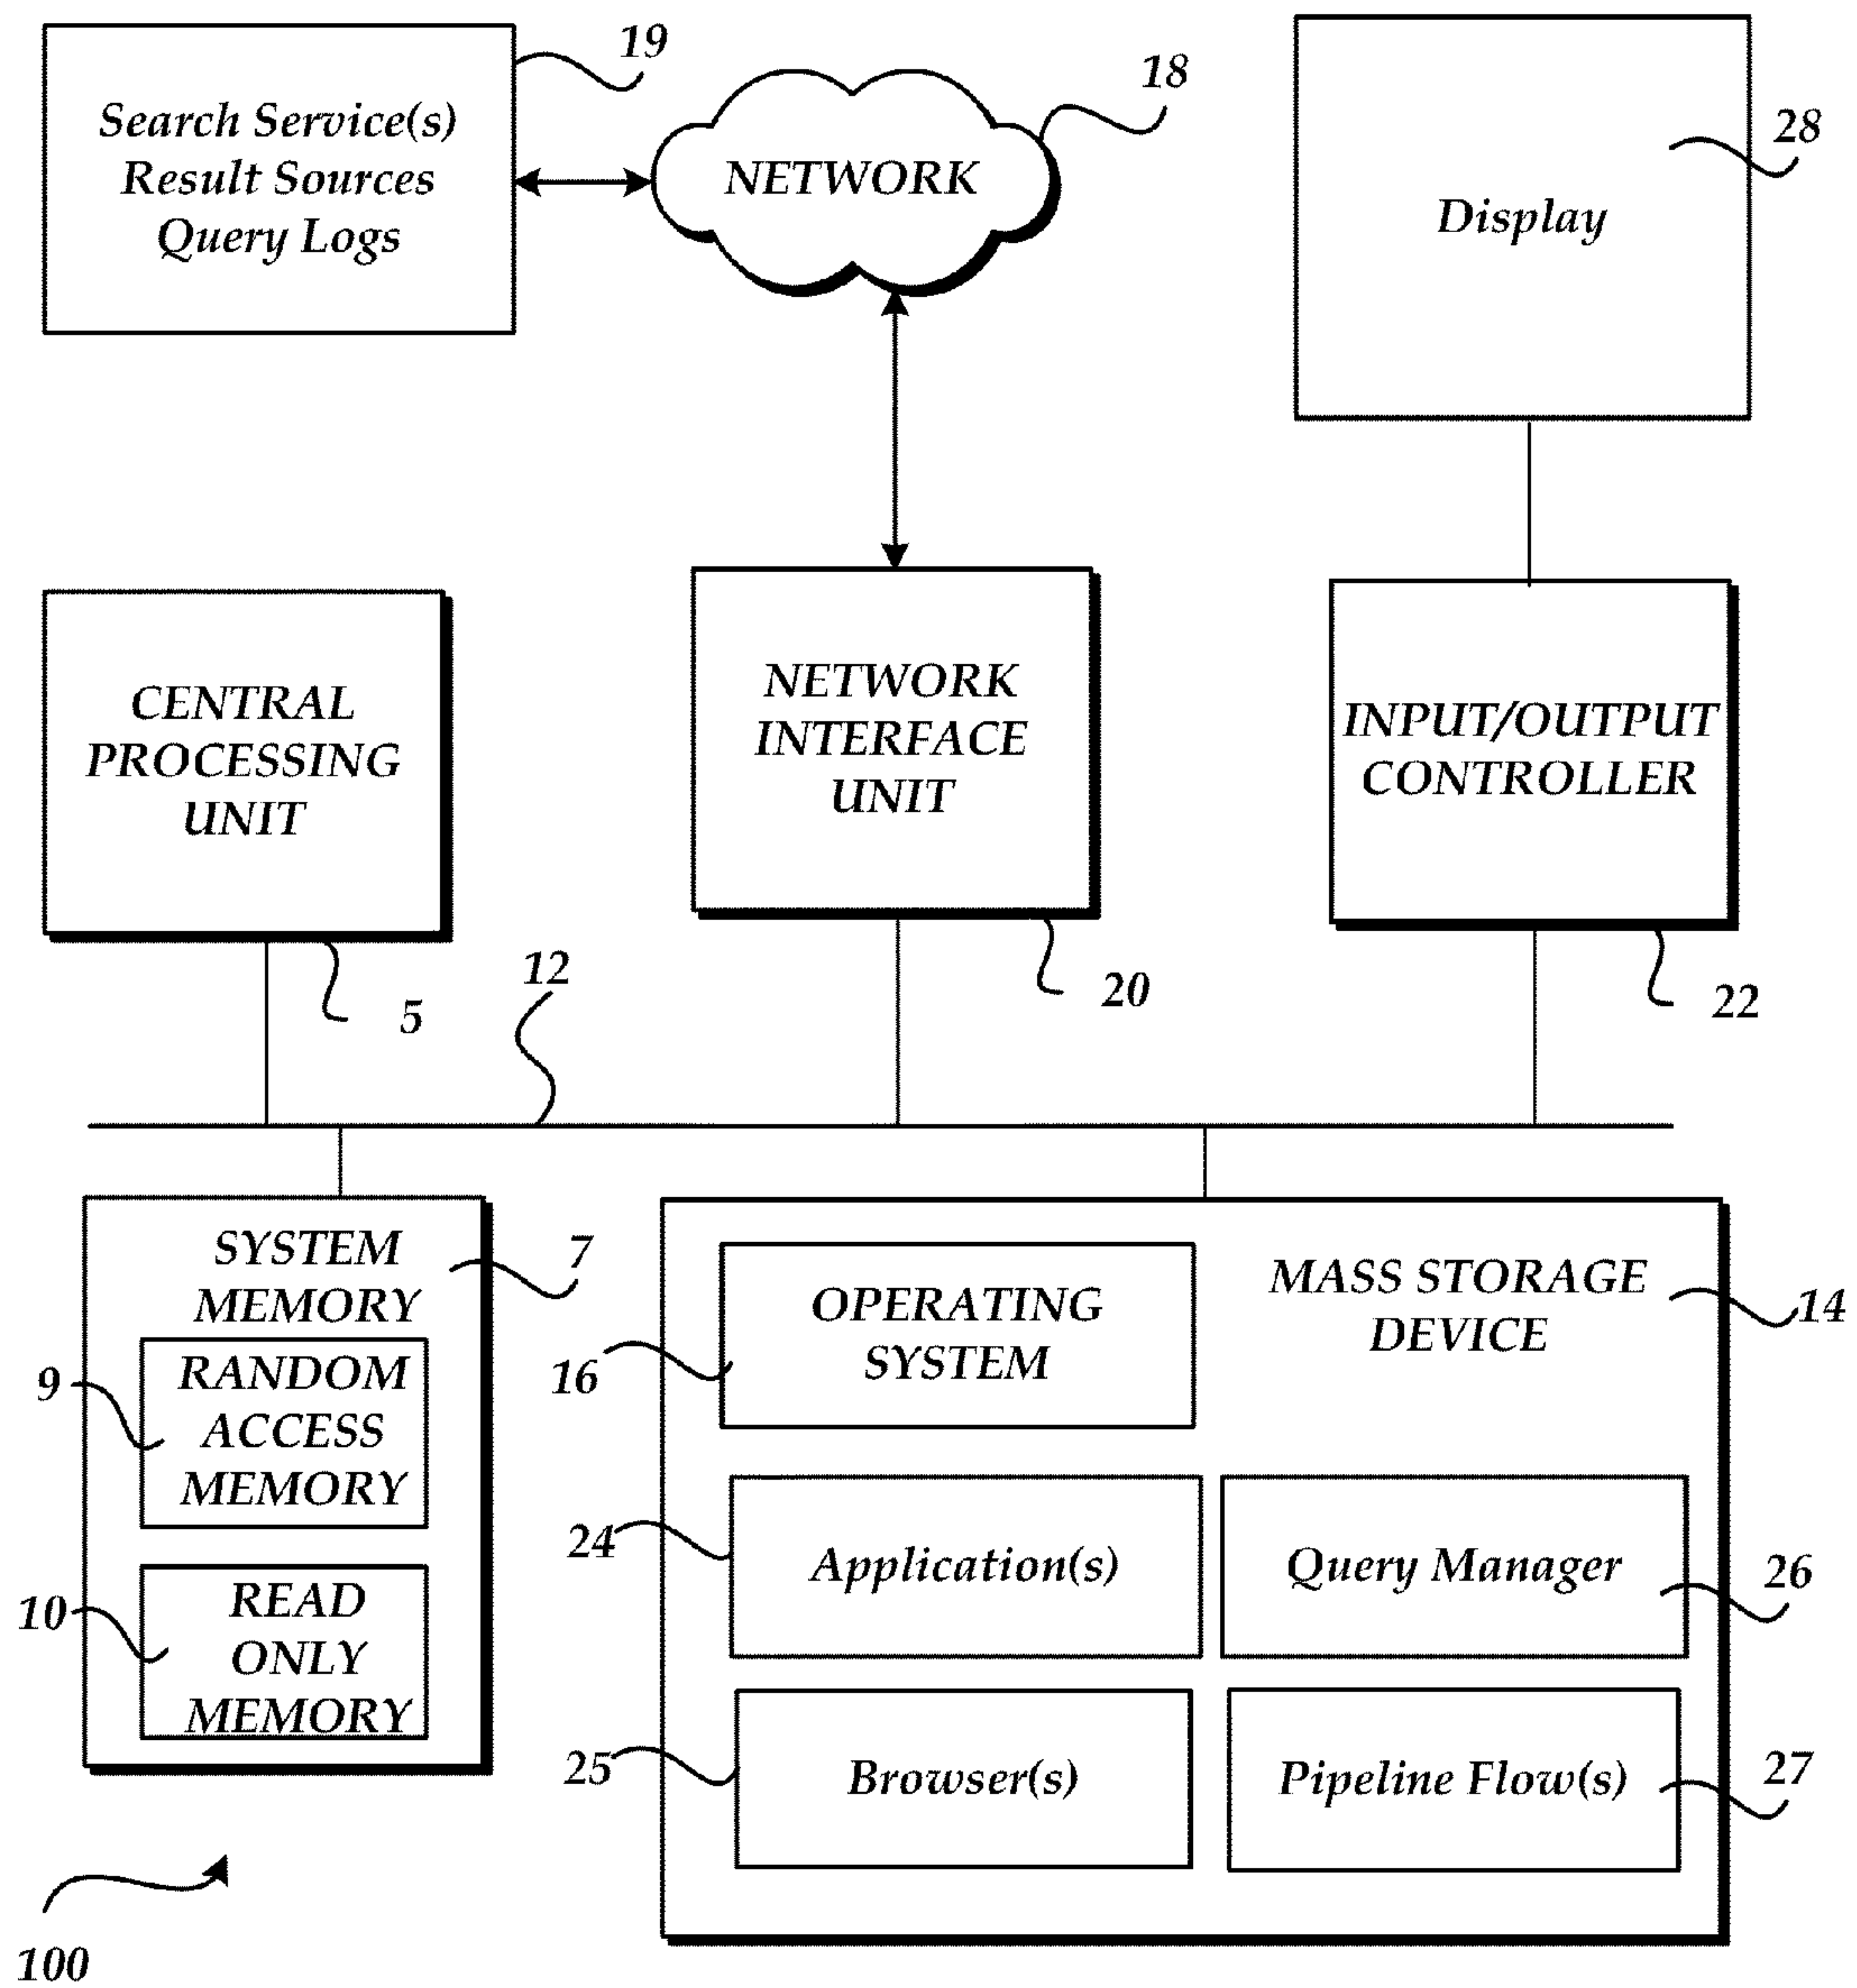 19
Search Service(s)
Result Sources
Query Logs
NETWORK
18
Display
28
CENTRAL
PROCESSING
UNIT
5
NETWORK
INTERFACE
UNIT
20
INPUT/OUTPUT
CONTROLLER
22
12
SYSTEM
MEMORY
7
RANDOM
ACCESS
MEMORY
9
READ
ONLY
MEMORY
10
OPERATING
SYSTEM
16
MASS STORAGE
DEVICE
14
24
Application(s)
Query Manager
26
25
Browser(s)
Pipeline Flow(s)
27
100